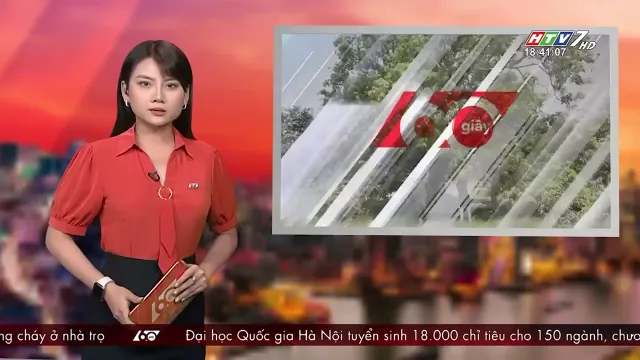 HTV7 HD
18:41:07
60 giây
ng cháy ở nhà trọ 60 Đại học Quốc gia Hà Nội tuyển sinh 18.000 chỉ tiêu cho 150 ngành, chươ